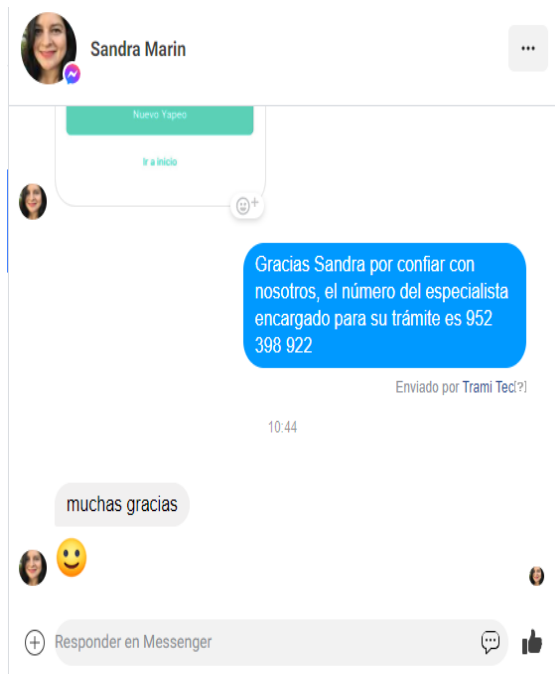 Sandra Marin
Nuevo Yapeo
Ir a inicio
Gracias Sandra por confiar con
nosotros, el número del especialista
encargado para su trámite es 952
398 922
Enviado por Trami Tec[?]
10:44
muchas gracias
Responder en Messenger